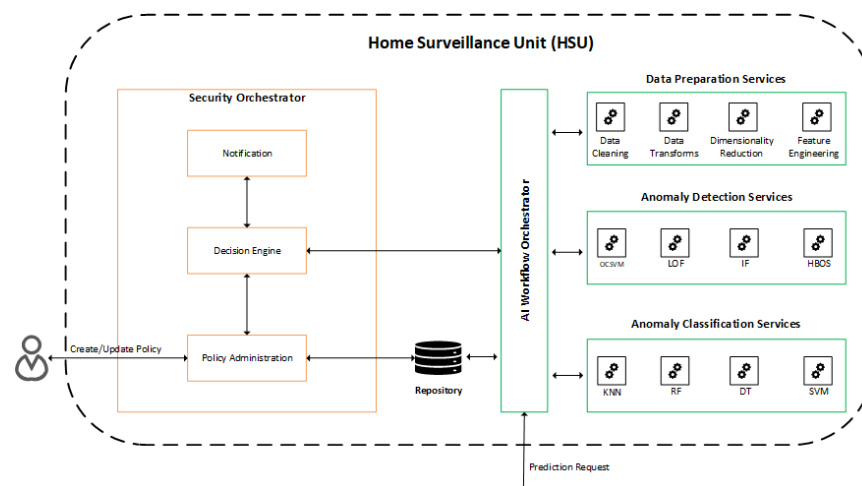 Home Surveillance Unit (HSU)
Security Orchestrator
Notification
Decision Engine
Policy Administration
Create/Update Policy
Repository
AI Workflow Orchestrator
Prediction Request
Data Preparation Services
Data
Cleaning
Data
Transforms
Dimensionality
Reduction
Feature
Engineering
Anomaly Detection Services
OCSVM
LOF
IF
HBOS
Anomaly Classification Services
KNN
RF
DT
SVM